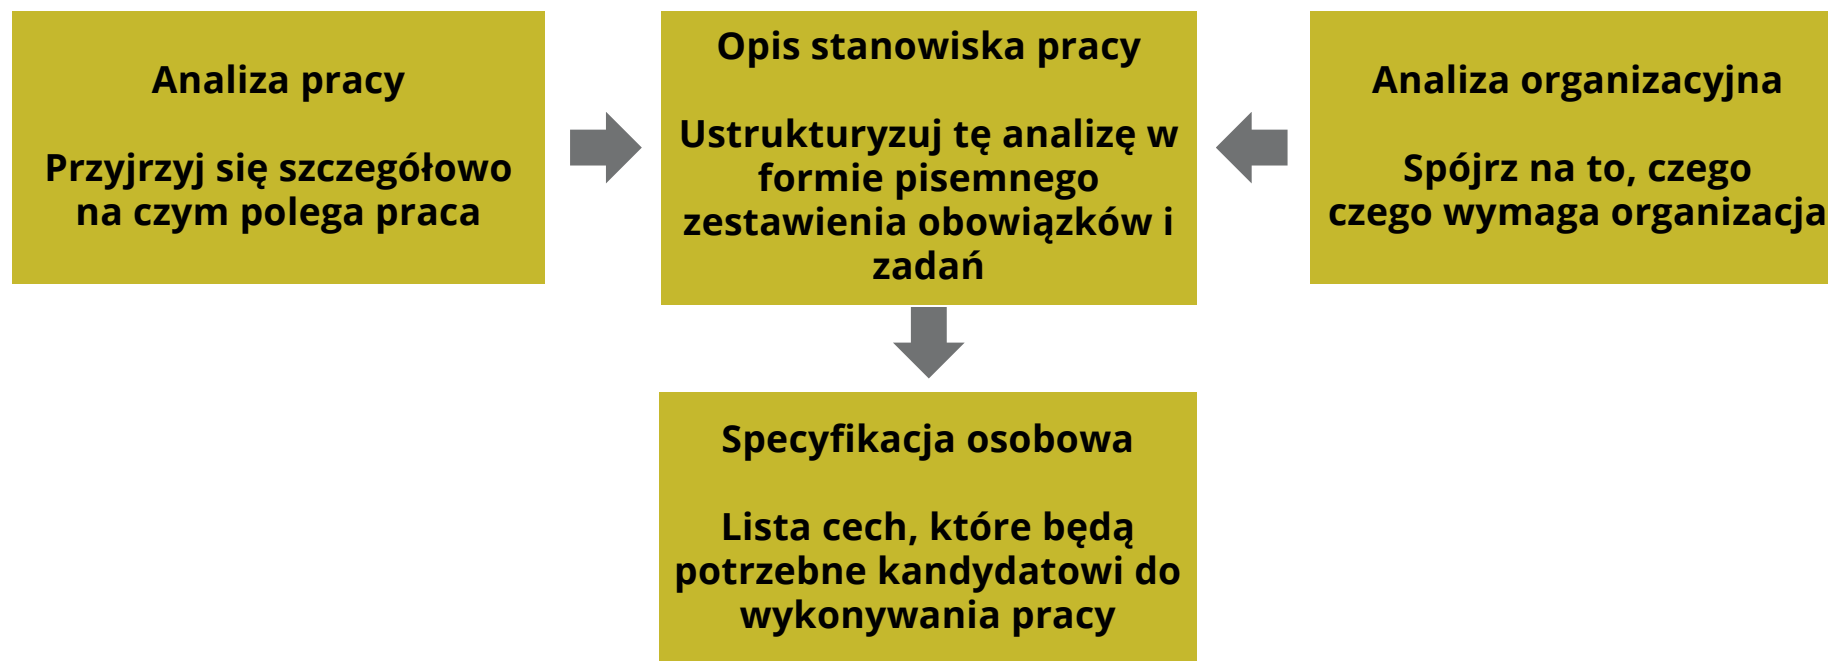 Analiza pracy
Przyjrzyj się szczegółowo
na czym polega praca
Opis stanowiska pracy
Ustrukturyzuj tę analizę w
formie pisemnego
zestawienia obowiązków i
zadań
Analiza organizacyjna
Spójrz na to, czego
czego wymaga organizacja
Specyfikacja osobowa
Lista cech, które będą
potrzebne kandydatowi do
wykonywania pracy